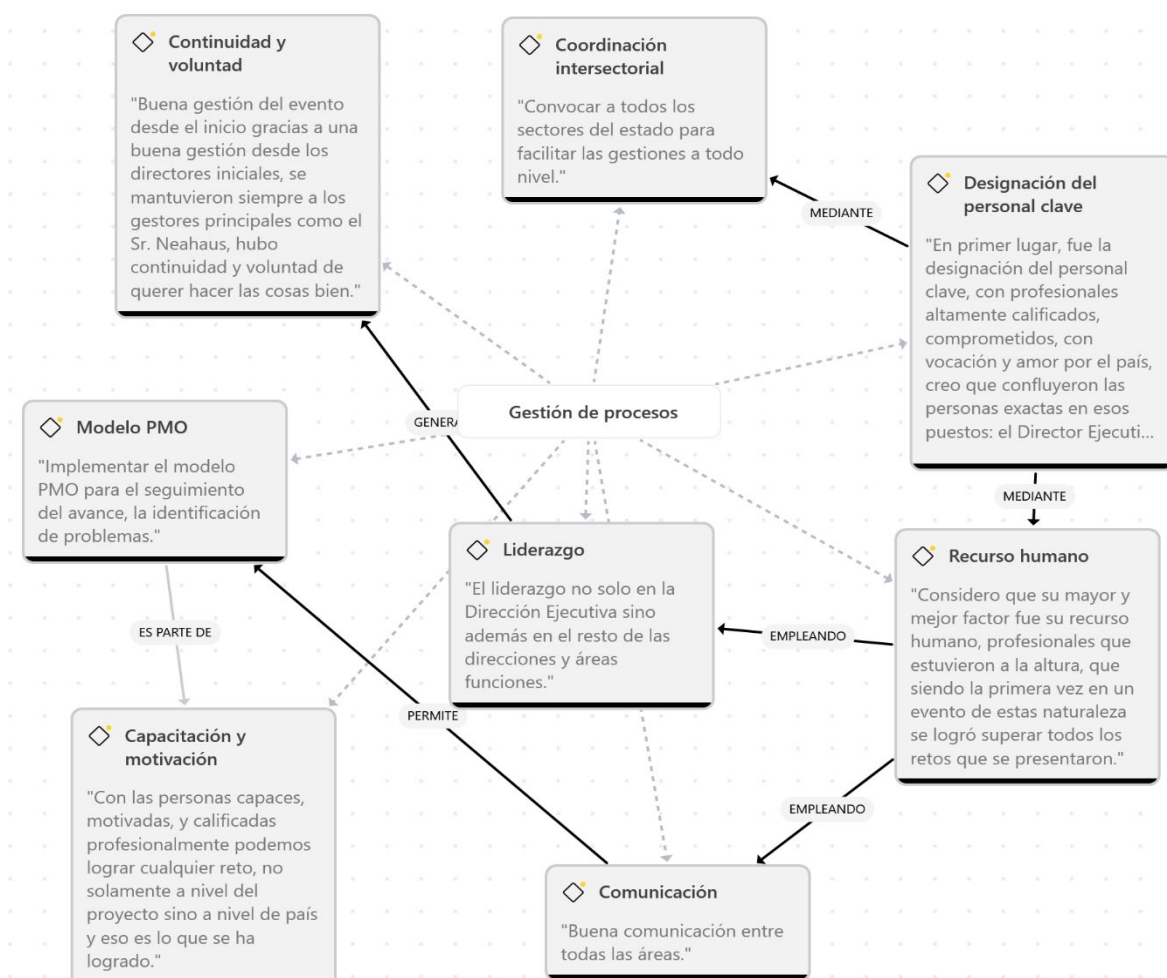 Continuidad y
voluntad
"Buena gestión del evento
desde el inicio gracias a una
buena gestión desde los
directores iniciales, se
mantuvieron siempre a los
gestores principales como el
Sr. Neahaus, hubo
continuidad y voluntad de
querer hacer las cosas bien."
Coordinación
intersectorial
"Convocar a todos los
sectores del estado para
facilitar las gestiones a todo
nivel."
Designación del
personal clave
"En primer lugar, fue la
designación del personal
clave, con profesionales
altamente calificados,
comprometidos, con
vocación y amor por el país,
creo que confluyeron las
personas exactas en esos
puestos: el Director Ejecuti...
MEDIANTE
Gestión de procesos
GENERA
Modelo PMO
"Implementar el modelo
PMO para el seguimiento
del avance, la identificación
de problemas."
MEDIANTE
Liderazgo
"El liderazgo no solo en la
Dirección Ejecutiva sino
además en el resto de las
direcciones y áreas
funciones."
Recurso humano
"Considero que su mayor y
mejor factor fue su recurso
humano, profesionales que
estuvieron a la altura, que
siendo la primera vez en un
evento de estas naturaleza
se logró superar todos los
retos que se presentaron."
ES PARTE DE
EMPLEANDO
PERMITE
EMPLEANDO
Capacitación y
motivación
"Con las personas capaces,
motivadas, y calificadas
profesionalmente podemos
lograr cualquier reto, no
solamente a nivel del
proyecto sino a nivel de país
y eso es lo que se ha
logrado."
Comunicación
"Buena comunicación entre
todas las áreas."